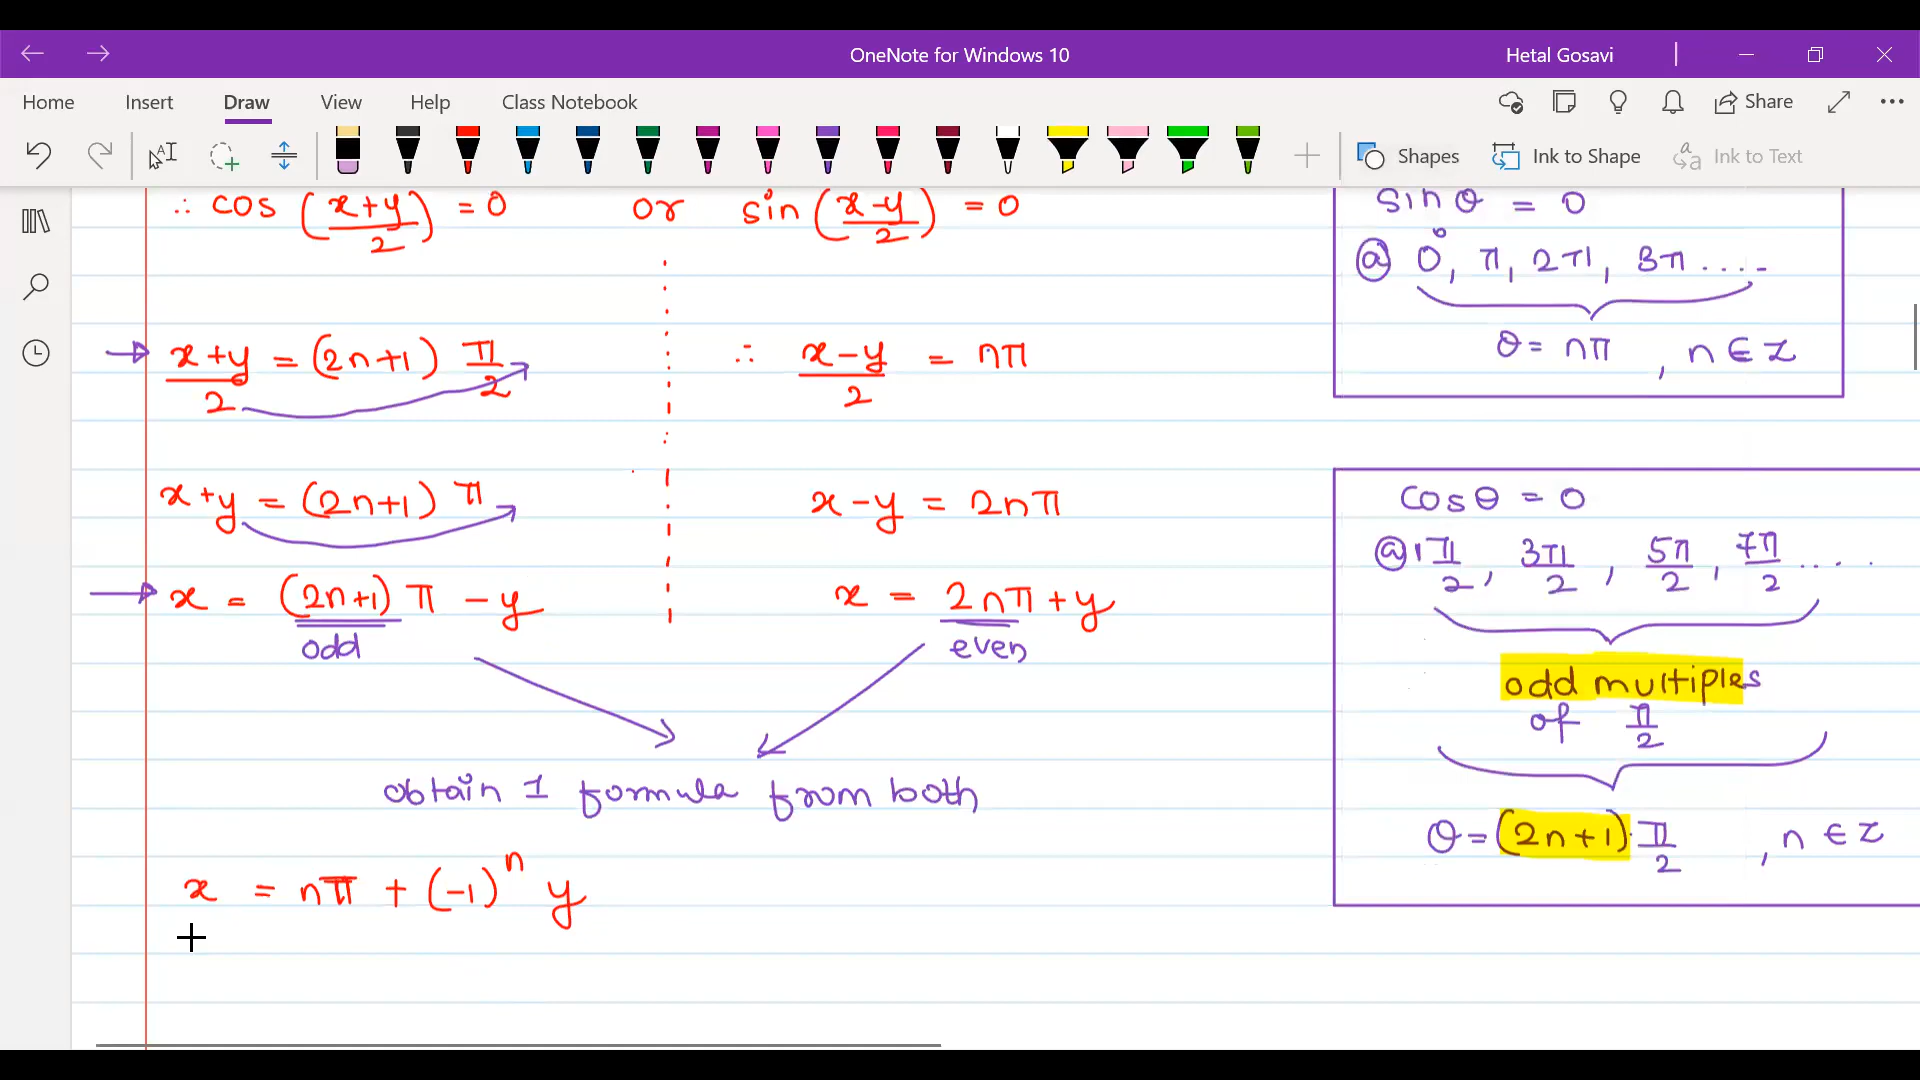 OneNote for Windows 10
Hetal Gosavi
Home Insert Draw View Help Class Notebook
Share
Shapes
Ink to Shape
Ink to Text
∴ cos ((x+y)/2) = 0 or sin ((x-y)/2) = 0
(x+y)/2 = (2n+1) π/2 ∴ (x-y)/2 = nπ
x+y = (2n+1) π x-y = 2nπ
x = (2n+1) π - y x = 2nπ + y
odd even
obtain 1 formula from both
x = nπ + (-1)ⁿ y
sin θ = 0
@ 0°, π, 2π, 3π ....-
θ = nπ , n ∈ Z
cos θ = 0
@ 1π/2, 3π/2, 5π/2, 7π/2 ....
odd multiples
of π/2
θ = (2n+1)·π/2 , n ∈ Z